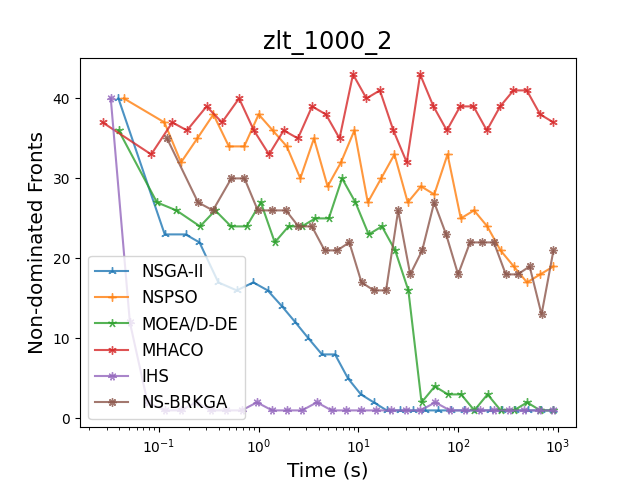 zlt_1000_2
Non-dominated Fronts
40
30
20
10
0
NSGA-II
NSPSO
MOEA/D-DE
MHACO
IHS
NS-BRKGA
10⁻¹ 10⁰ 10¹ 10² 10³
Time (s)